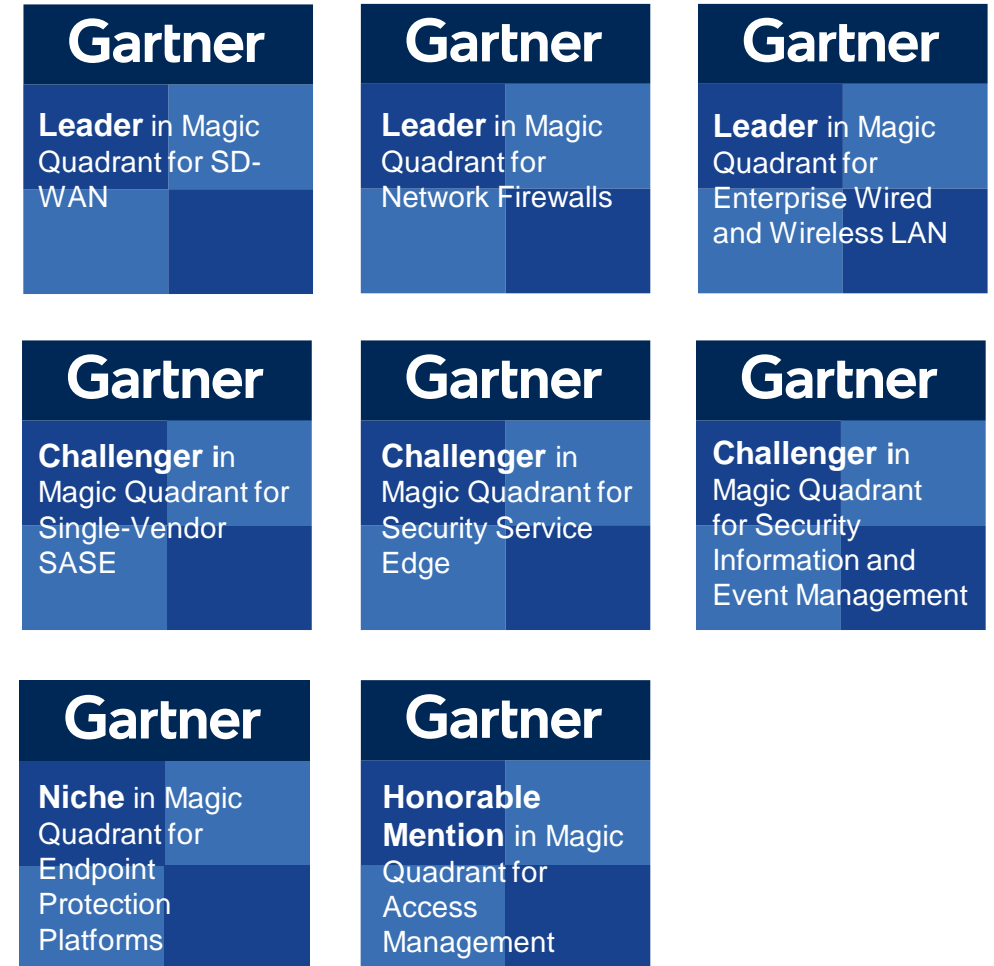 Gartner
Leader in Magic
Quadrant for SD-
WAN
Gartner
Leader in Magic
Quadrant for
Network Firewalls
Gartner
Leader in Magic
Quadrant for
Enterprise Wired
and Wireless LAN
Gartner
Challenger in
Magic Quadrant for
Single-Vendor
SASE
Gartner
Challenger in
Magic Quadrant for
Security Service
Edge
Gartner
Challenger in
Magic Quadrant
for Security
Information and
Event Management
Gartner
Niche in Magic
Quadrant for
Endpoint
Protection
Platforms
Gartner
Honorable
Mention in Magic
Quadrant for
Access
Management